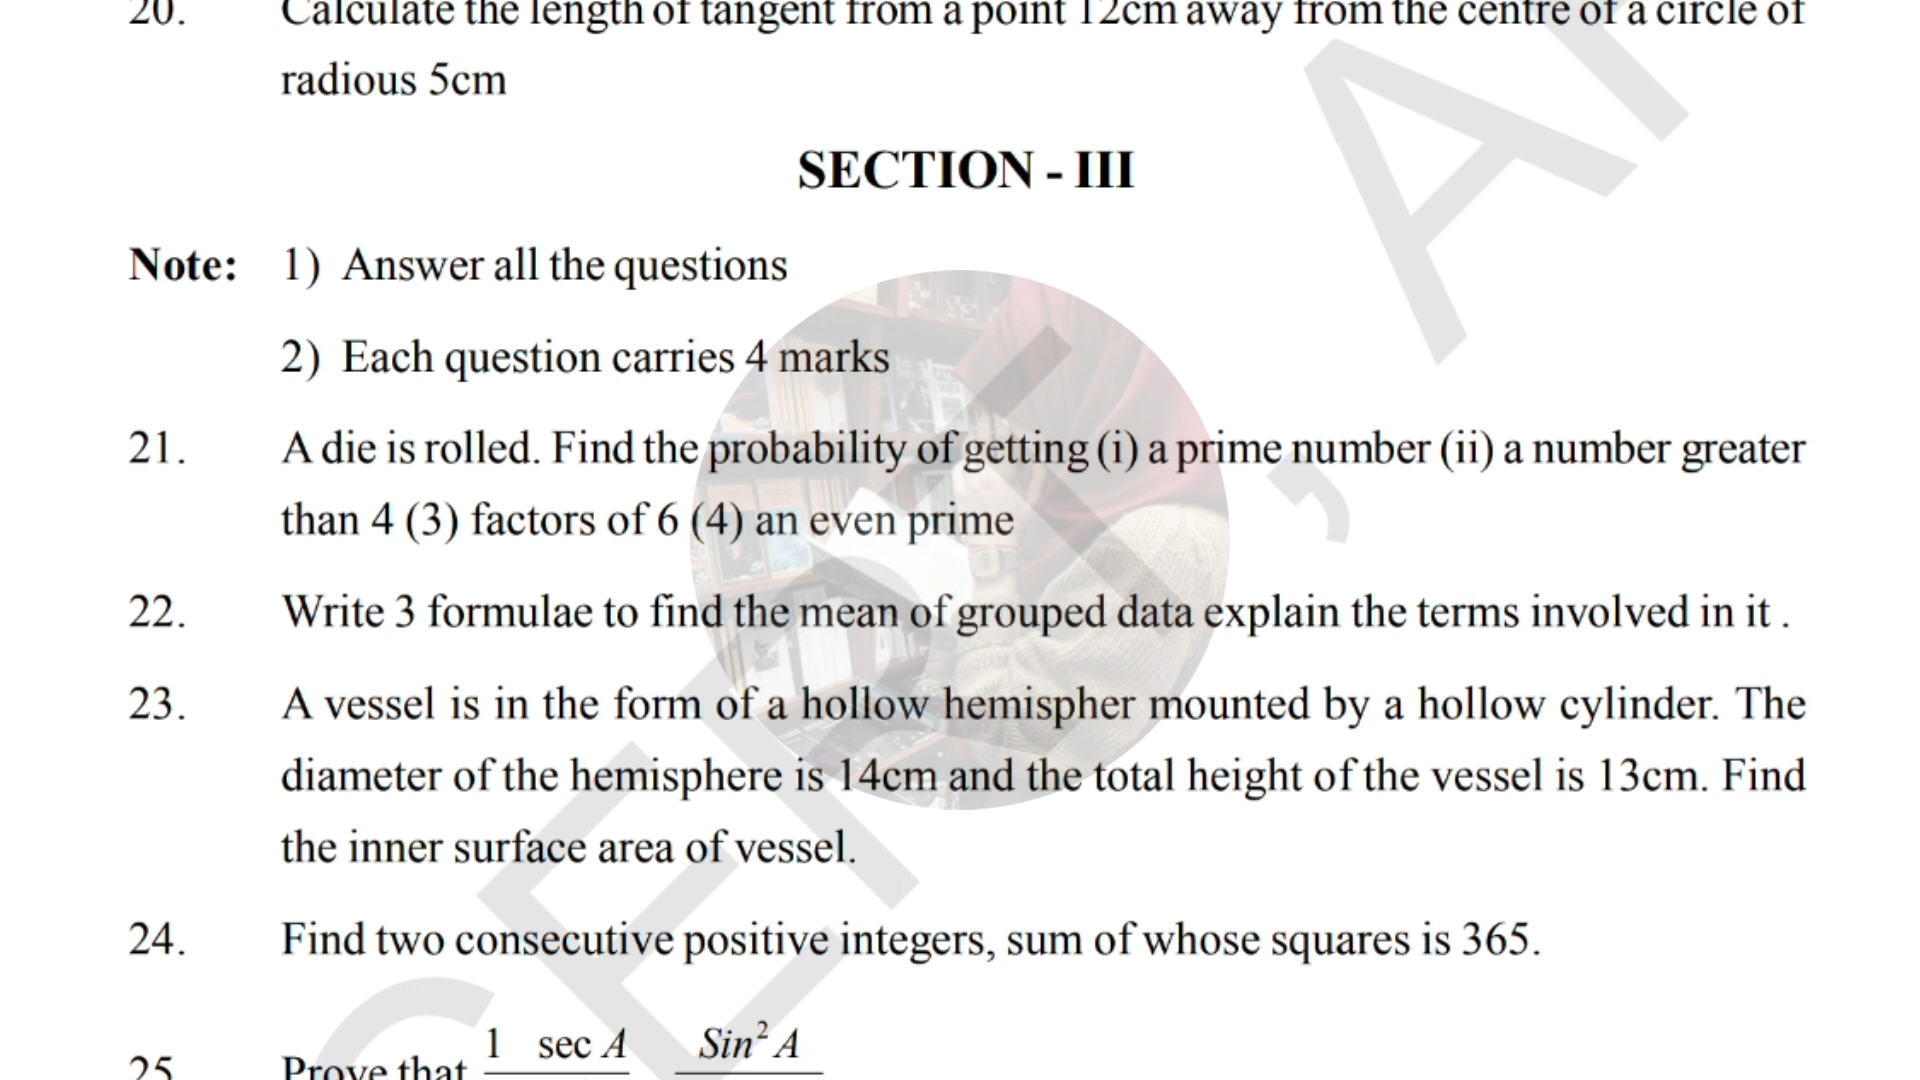 20. Calculate the length of tangent from a point 12cm away from the centre of a circle of
radious 5cm
SECTION - III
Note: 1) Answer all the questions
2) Each question carries 4 marks
21. A die is rolled. Find the probability of getting (i) a prime number (ii) a number greater
than 4 (3) factors of 6 (4) an even prime
22. Write 3 formulae to find the mean of grouped data explain the terms involved in it .
23. A vessel is in the form of a hollow hemispher mounted by a hollow cylinder. The
diameter of the hemisphere is 14cm and the total height of the vessel is 13cm. Find
the inner surface area of vessel.
24. Find two consecutive positive integers, sum of whose squares is 365.
25. Prove that 1 sec A Sin² A
SCERT, A